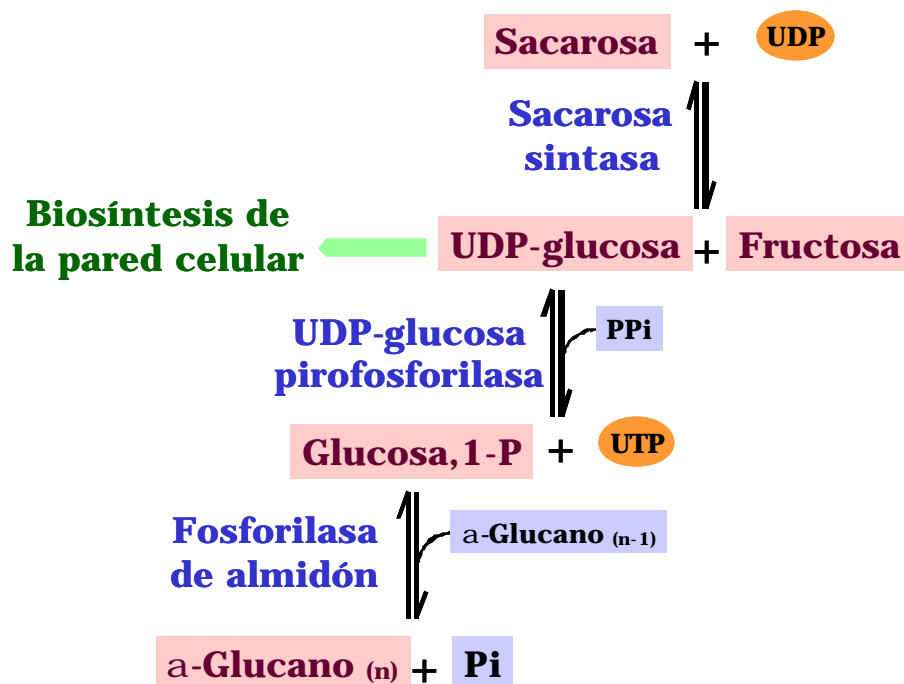 Sacarosa + UDP
Sacarosa
sintasa
Biosíntesis de
la pared celular
UDP-glucosa + Fructosa
UDP-glucosa
pirofosforilasa
PPi
Glucosa,1-P + UTP
Fosforilasa
de almidón
a-Glucano (n-1)
a-Glucano (n) + Pi